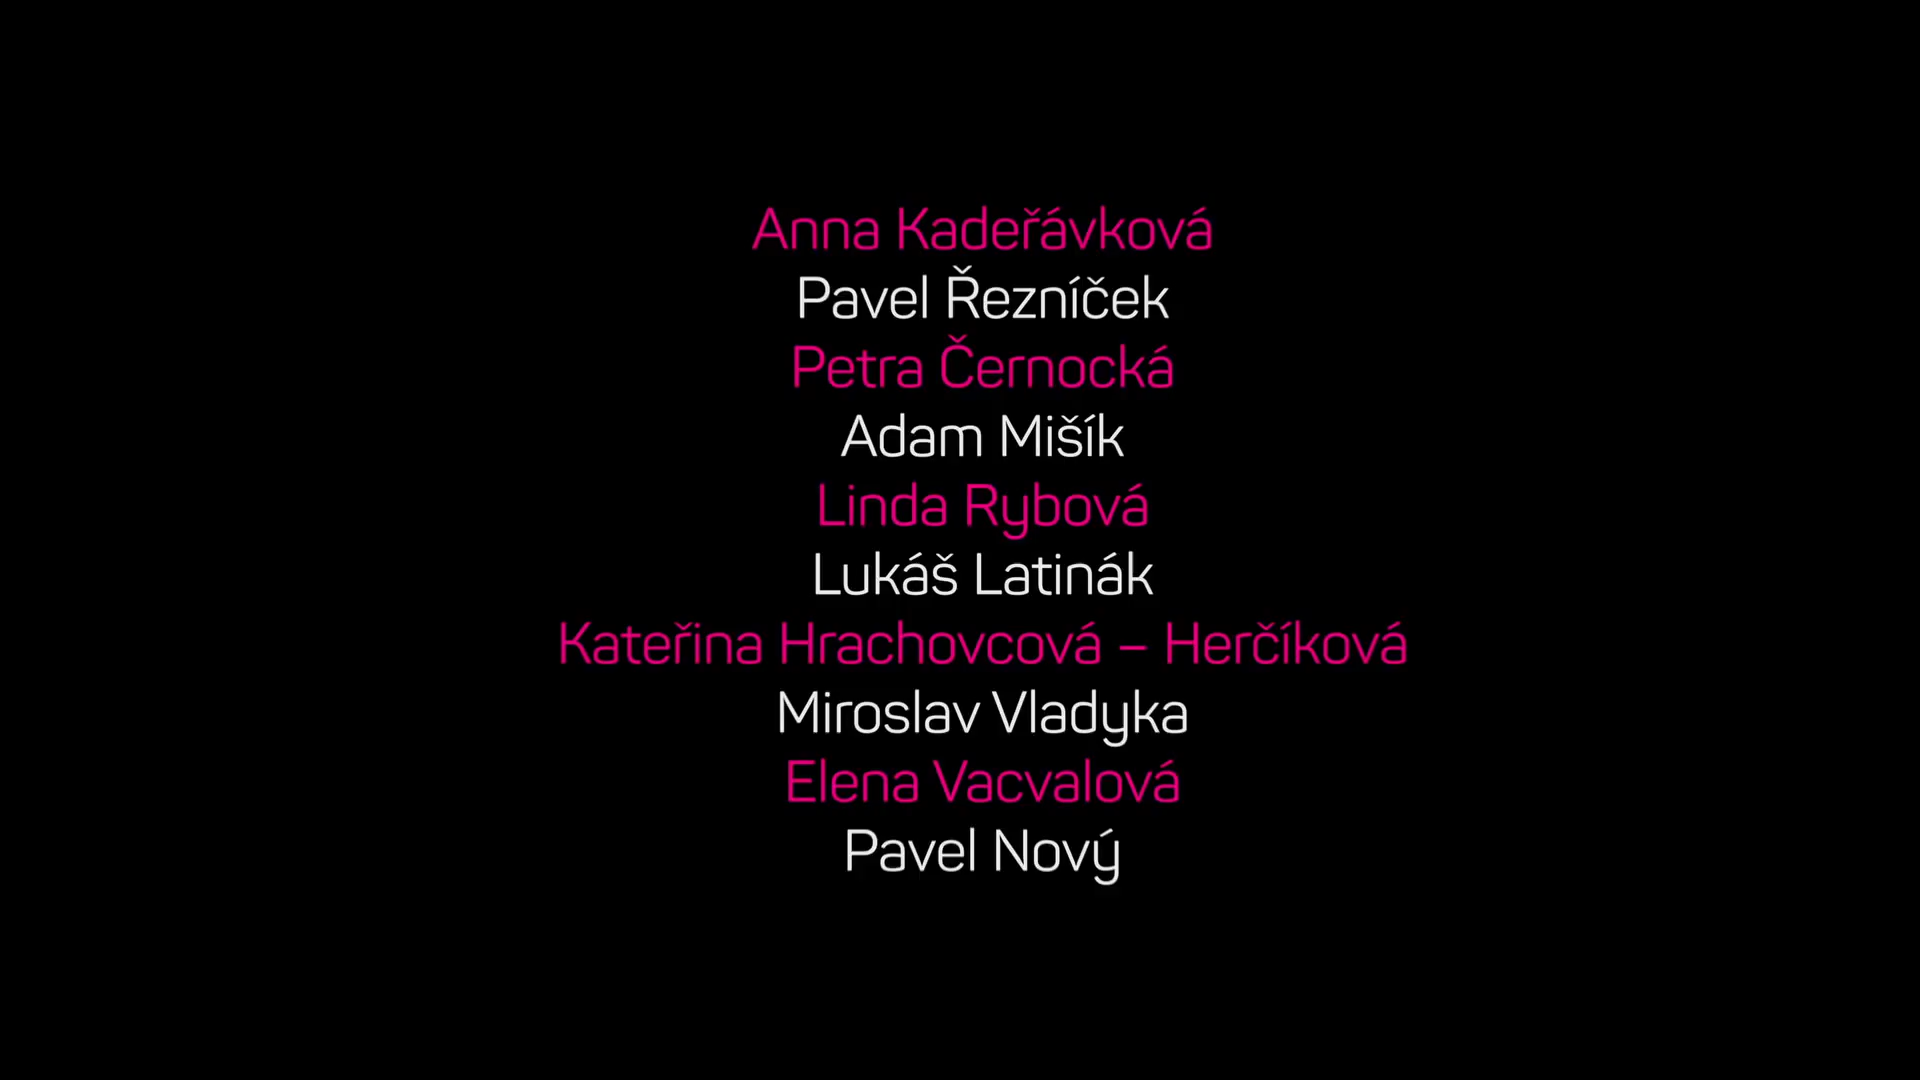 Anna Kadeřávková
Pavel Řezníček
Petra Černocká
Adam Mišík
Linda Rybová
Lukáš Latinák
Kateřina Hrachovcová – Herčíková
Miroslav Vladyka
Elena Vacvalová
Pavel Nový